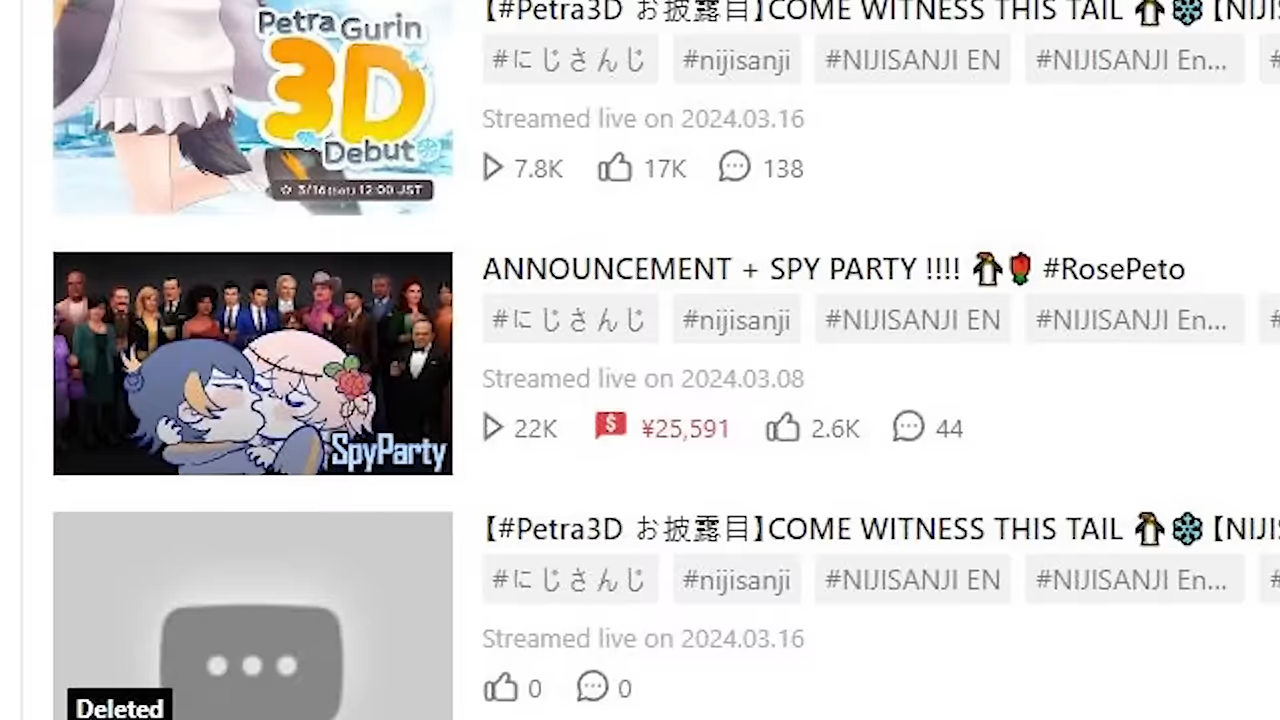 Petra Gurin
3D
Debut
☆ 3/16(sat) 12:00 JST
【#Petra3D お披露目】COME WITNESS THIS TAIL 🐧❄️【NIJIS
#にじさんじ #nijisanji #NIJISANJI EN #NIJISANJI En... #
Streamed live on 2024.03.16
7.8K 17K 138
SpyParty
ANNOUNCEMENT + SPY PARTY !!!! 🐧🌹 #RosePeto
#にじさんじ #nijisanji #NIJISANJI EN #NIJISANJI En... #
Streamed live on 2024.03.08
22K $ ¥25,591 2.6K 44
Deleted
【#Petra3D お披露目】COME WITNESS THIS TAIL 🐧❄️【NIJIS
#にじさんじ #nijisanji #NIJISANJI EN #NIJISANJI En... #
Streamed live on 2024.03.16
0 0